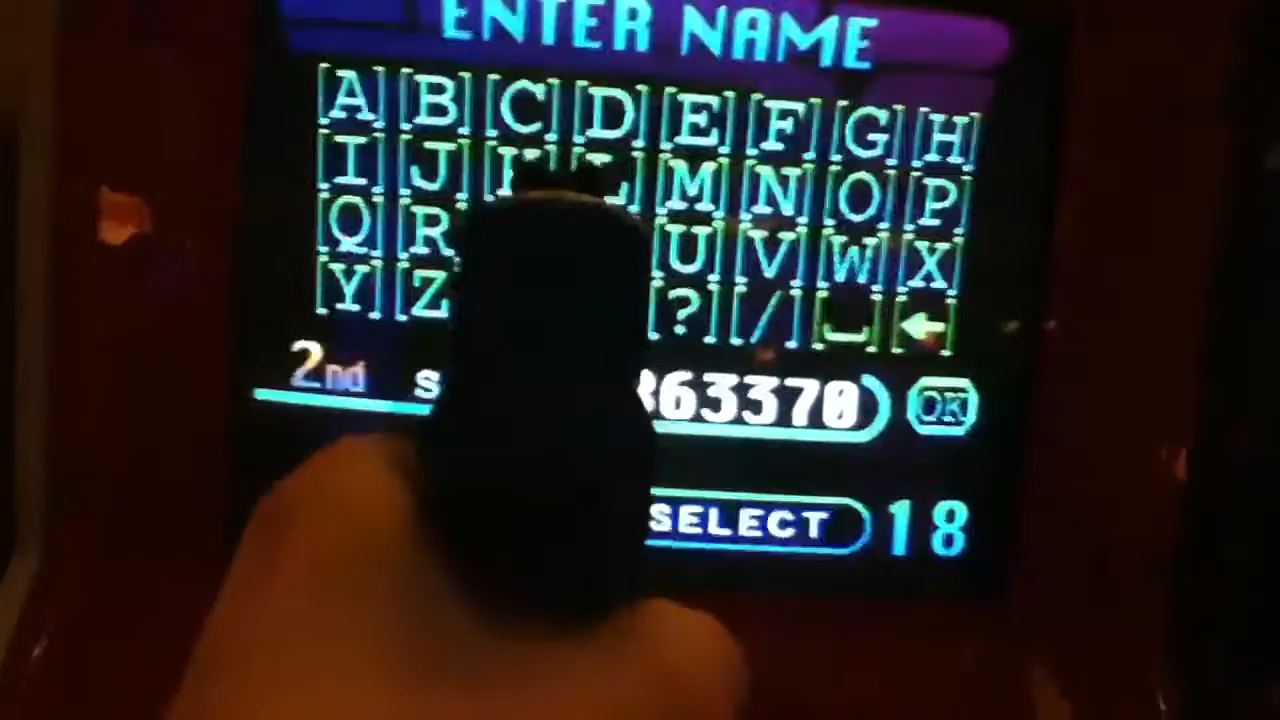 ENTER NAME
[A] [B] [C] [D] [E] [F] [G] [H]
[I] [J] [M] [N] [O] [P]
[Q] [R] [U] [V] [W] [X]
[Y] [Z] [?] [/] [␣] [←]
2nd 63370 OK
SELECT 18